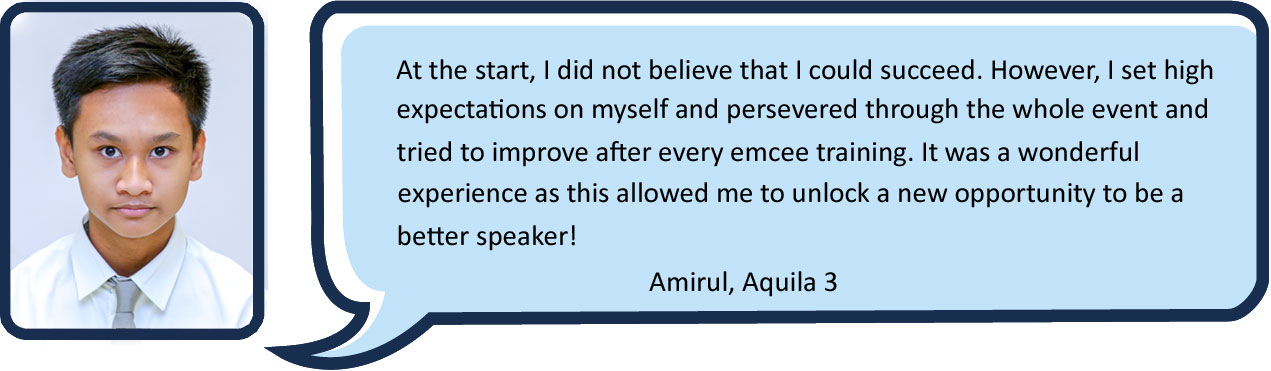 At the start, I did not believe that I could succeed. However, I set high
expectations on myself and persevered through the whole event and
tried to improve after every emcee training. It was a wonderful
experience as this allowed me to unlock a new opportunity to be a
better speaker!
Amirul, Aquila 3